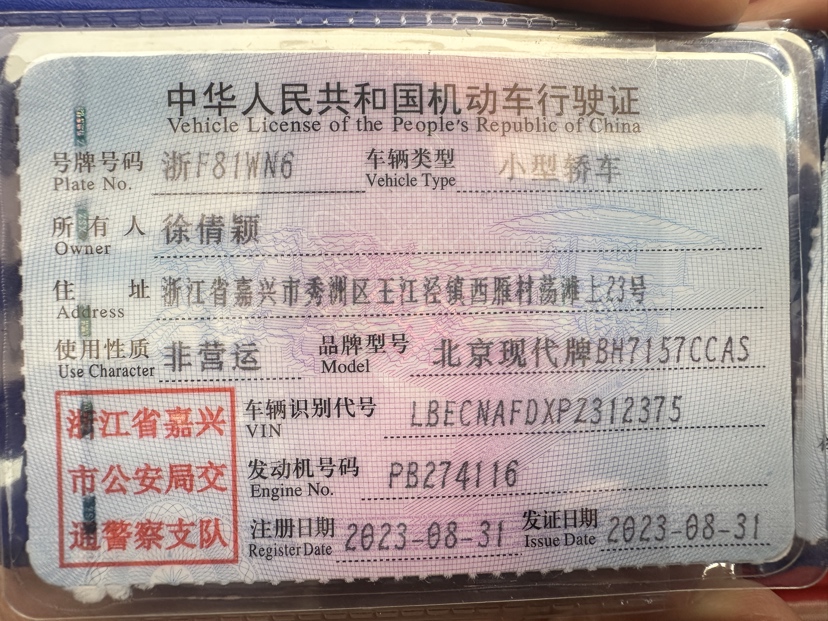 中华人民共和国机动车行驶证
Vehicle License of the People's Republic of China
号牌号码 浙F81WN6 车辆类型 小型轿车
Plate No. Vehicle Type
所有人 徐倩颖
Owner
住址 浙江省嘉兴市秀洲区王江泾镇西雁村荡滩上23号
Address
使用性质 非营运 品牌型号 北京现代牌BH7157CCAS
Use Character Model
车辆识别代号 LBECNAFDXPZ312375
VIN
发动机号码 PB274116
Engine No.
注册日期 2023-08-31 发证日期 2023-08-31
Register Date Issue Date
浙江省嘉兴
市公安局交
通警察支队